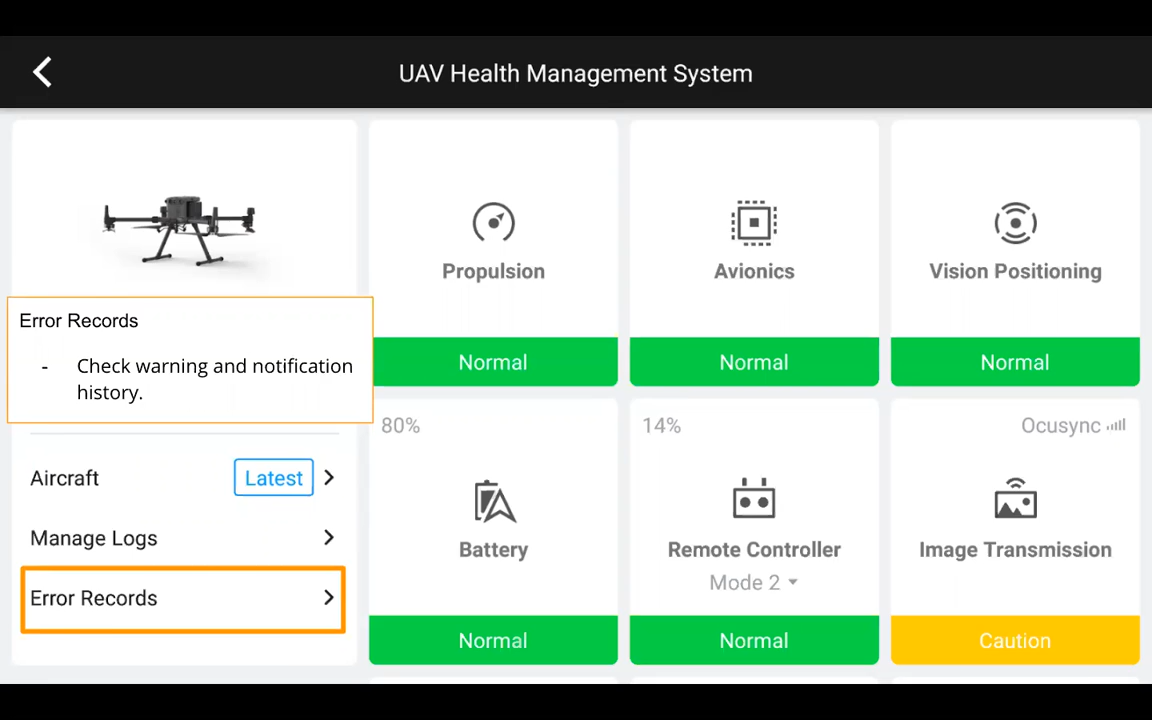 UAV Health Management System
Propulsion
Normal
Avionics
Normal
Vision Positioning
Normal
Error Records
- Check warning and notification
history.
Aircraft
Latest
Manage Logs
Error Records
80%
Battery
Normal
14%
Remote Controller
Mode 2
Normal
Ocusync
Image Transmission
Caution